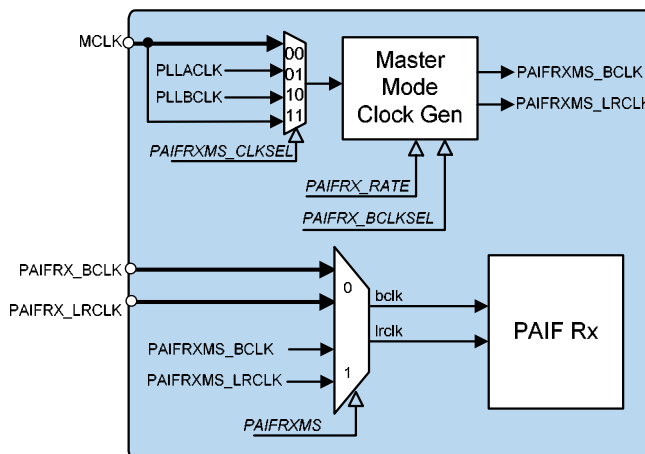 MCLK
PLLACLK
PLLBCLK
00
01
10
11
PAIFRXMS_CLKSEL
Master
Mode
Clock Gen
PAIFRXMS_BCLK
PAIFRXMS_LRCLK
PAIFRX_RATE
PAIFRX_BCLKSEL
PAIFRX_BCLK
PAIFRX_LRCLK
PAIFRXMS_BCLK
PAIFRXMS_LRCLK
0
1
PAIFRXMS
bclk
lrclk
PAIF Rx